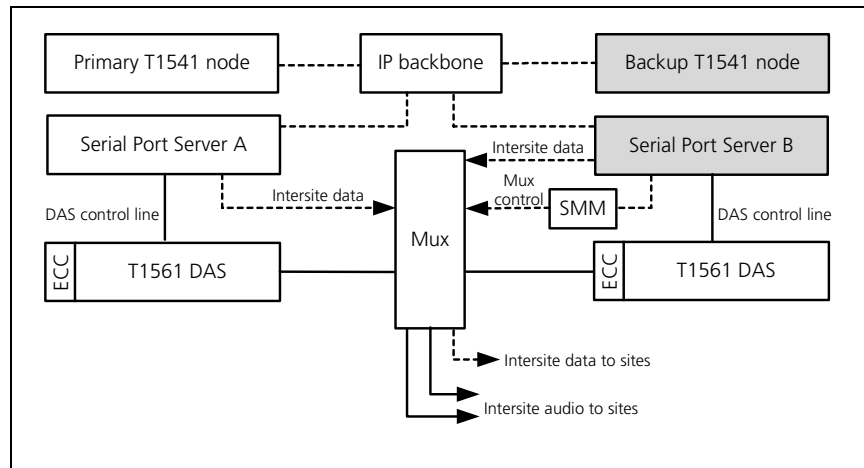 Primary T1541 node
IP backbone
Backup T1541 node
Serial Port Server A
Serial Port Server B
Intersite data
Intersite data
Mux
control
SMM
DAS control line
DAS control line
Mux
ECC
T1561 DAS
ECC
T1561 DAS
Intersite data to sites
Intersite audio to sites